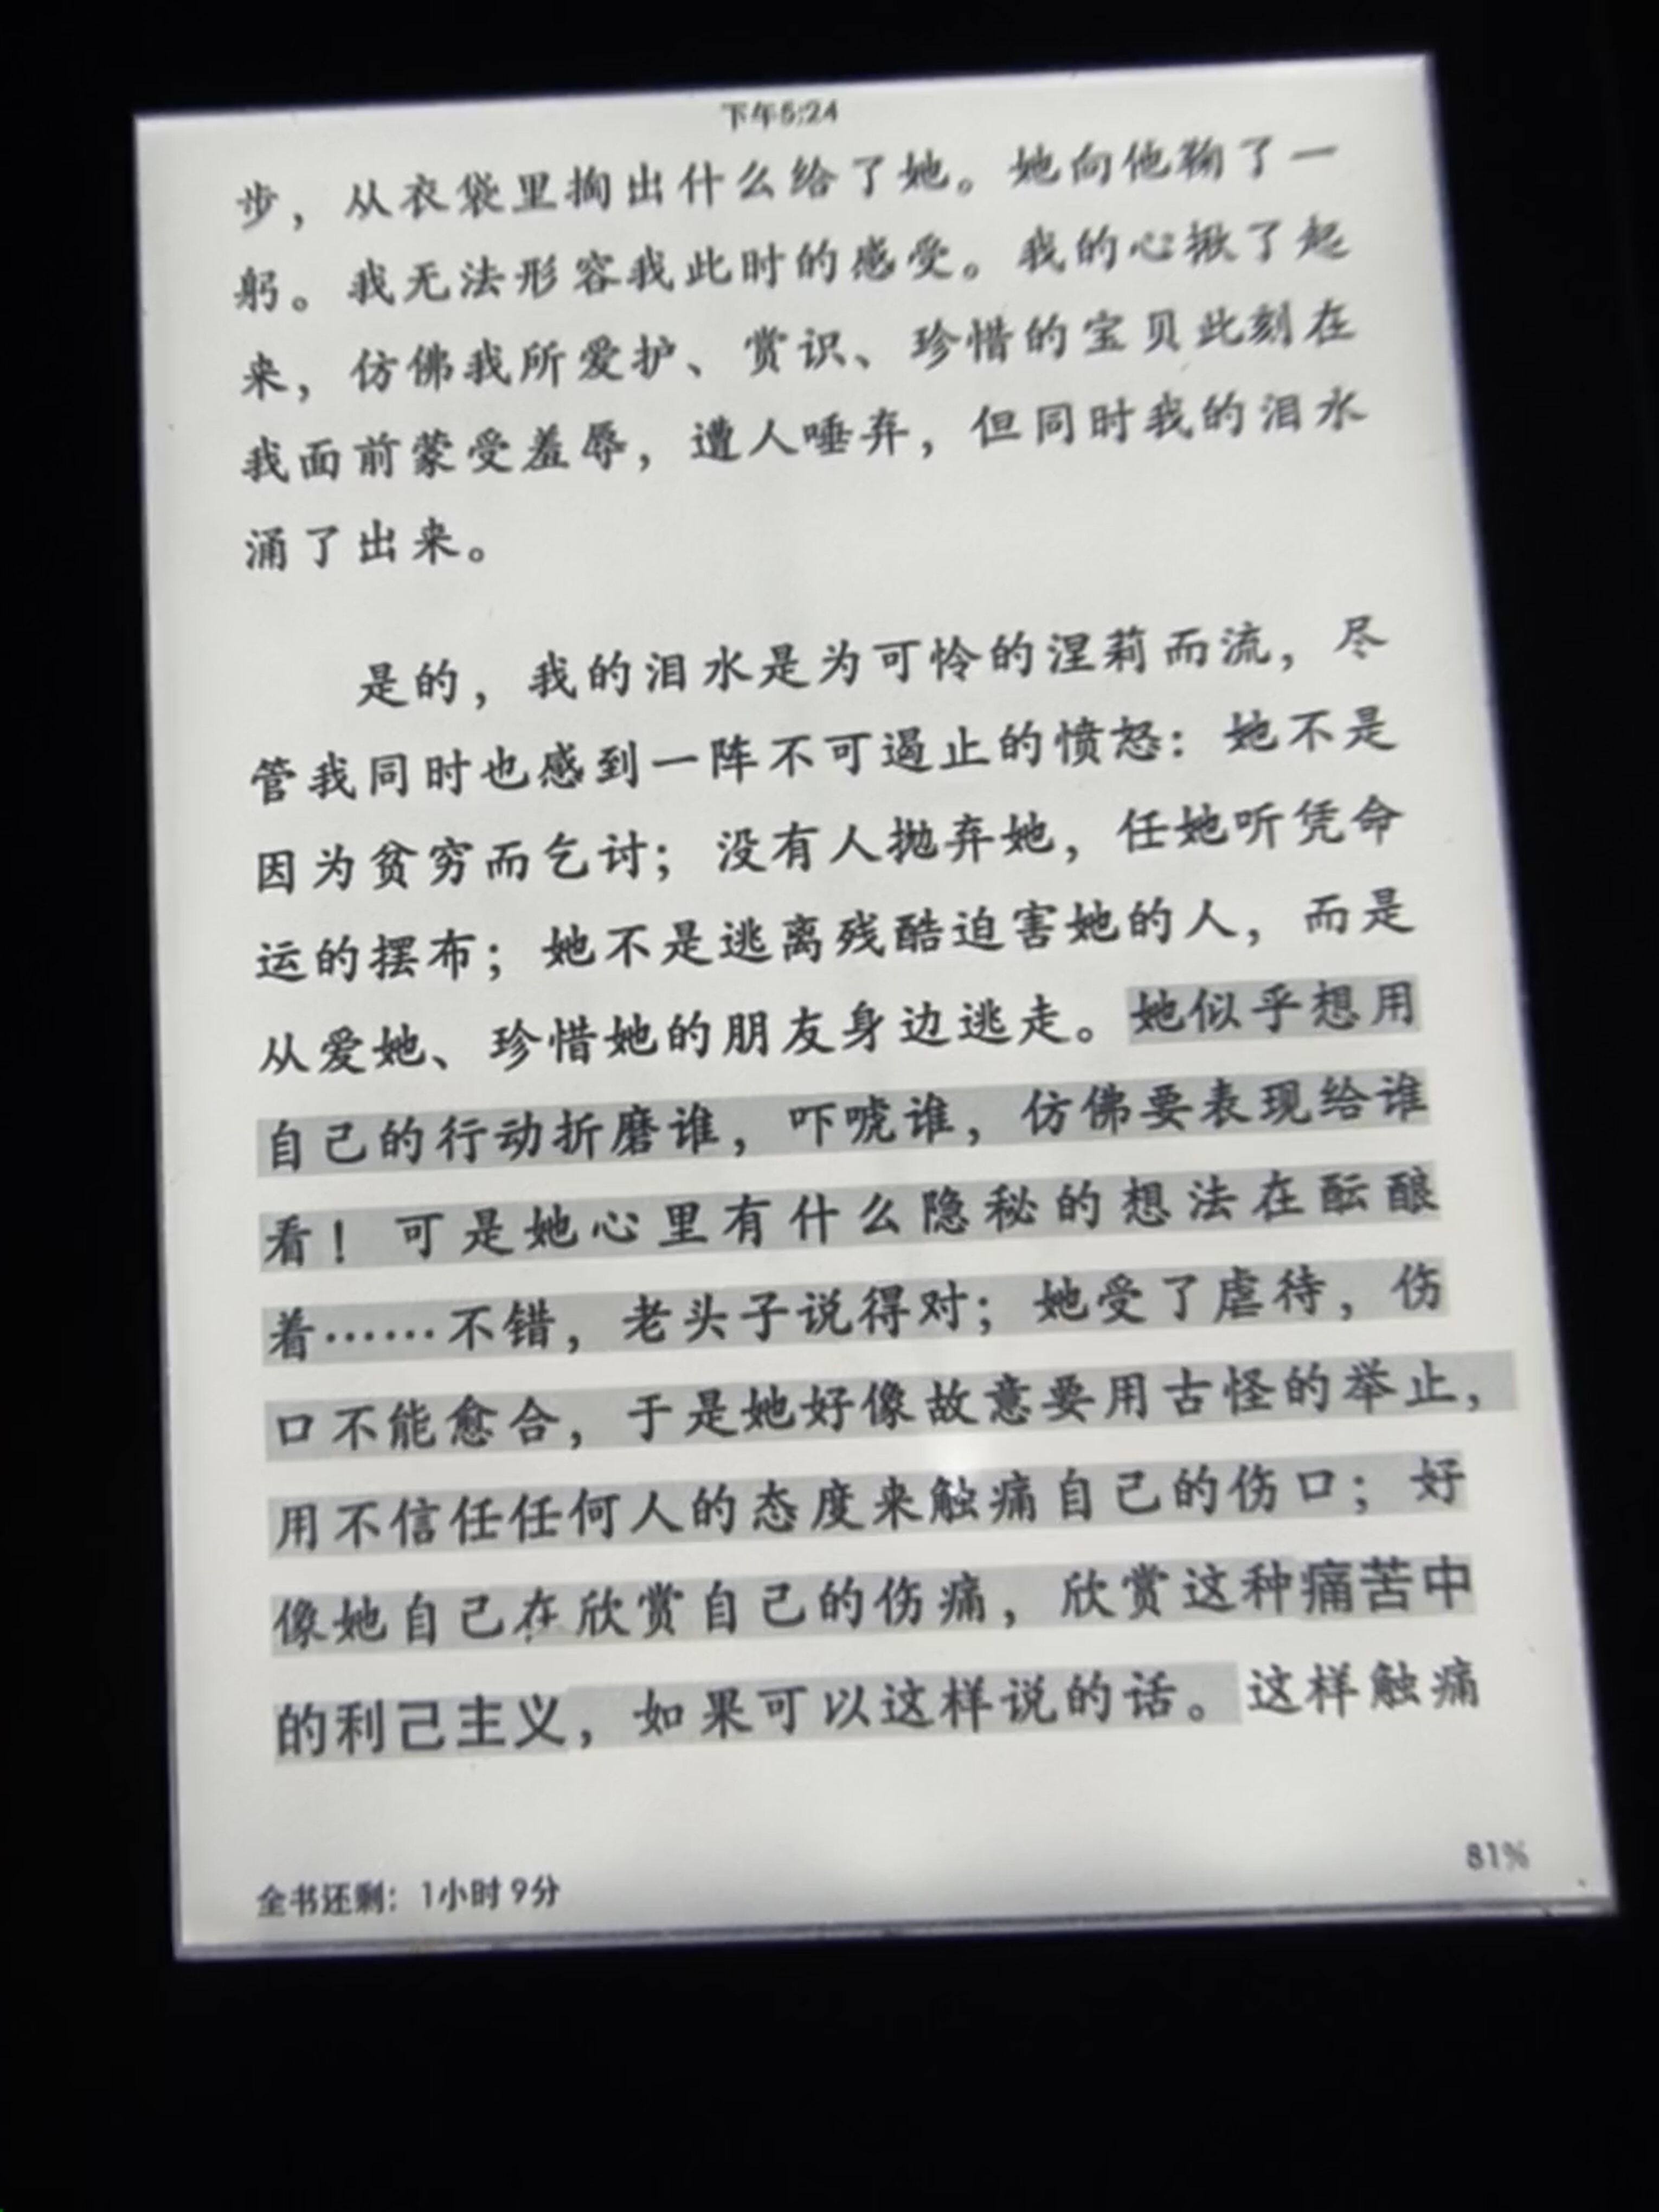 下午5:24
步，从衣袋里掏出什么给了她。她向他鞠了一
躬。我无法形容我此时的感受。我的心揪了起
来，仿佛我所爱护、赏识、珍惜的宝贝此刻在
我面前蒙受羞辱，遭人唾弃，但同时我的泪水
涌了出来。
是的，我的泪水是为可怜的涅莉而流，尽
管我同时也感到一阵不可遏止的愤怒：她不是
因为贫穷而乞讨；没有人抛弃她，任她听凭命
运的摆布；她不是逃离残酷迫害她的人，而是
从爱她、珍惜她的朋友身边逃走。她似乎想用
自己的行动折磨谁，吓唬谁，仿佛要表现给谁
看！可是她心里有什么隐秘的想法在酝酿
着……不错，老头子说得对；她受了虐待，伤
口不能愈合，于是她好像故意要用古怪的举止，
用不信任任何人的态度来触痛自己的伤口；好
像她自己在欣赏自己的伤痛，欣赏这种痛苦中
的利己主义，如果可以这样说的话。这样触痛
全书还剩：1小时9分
81%